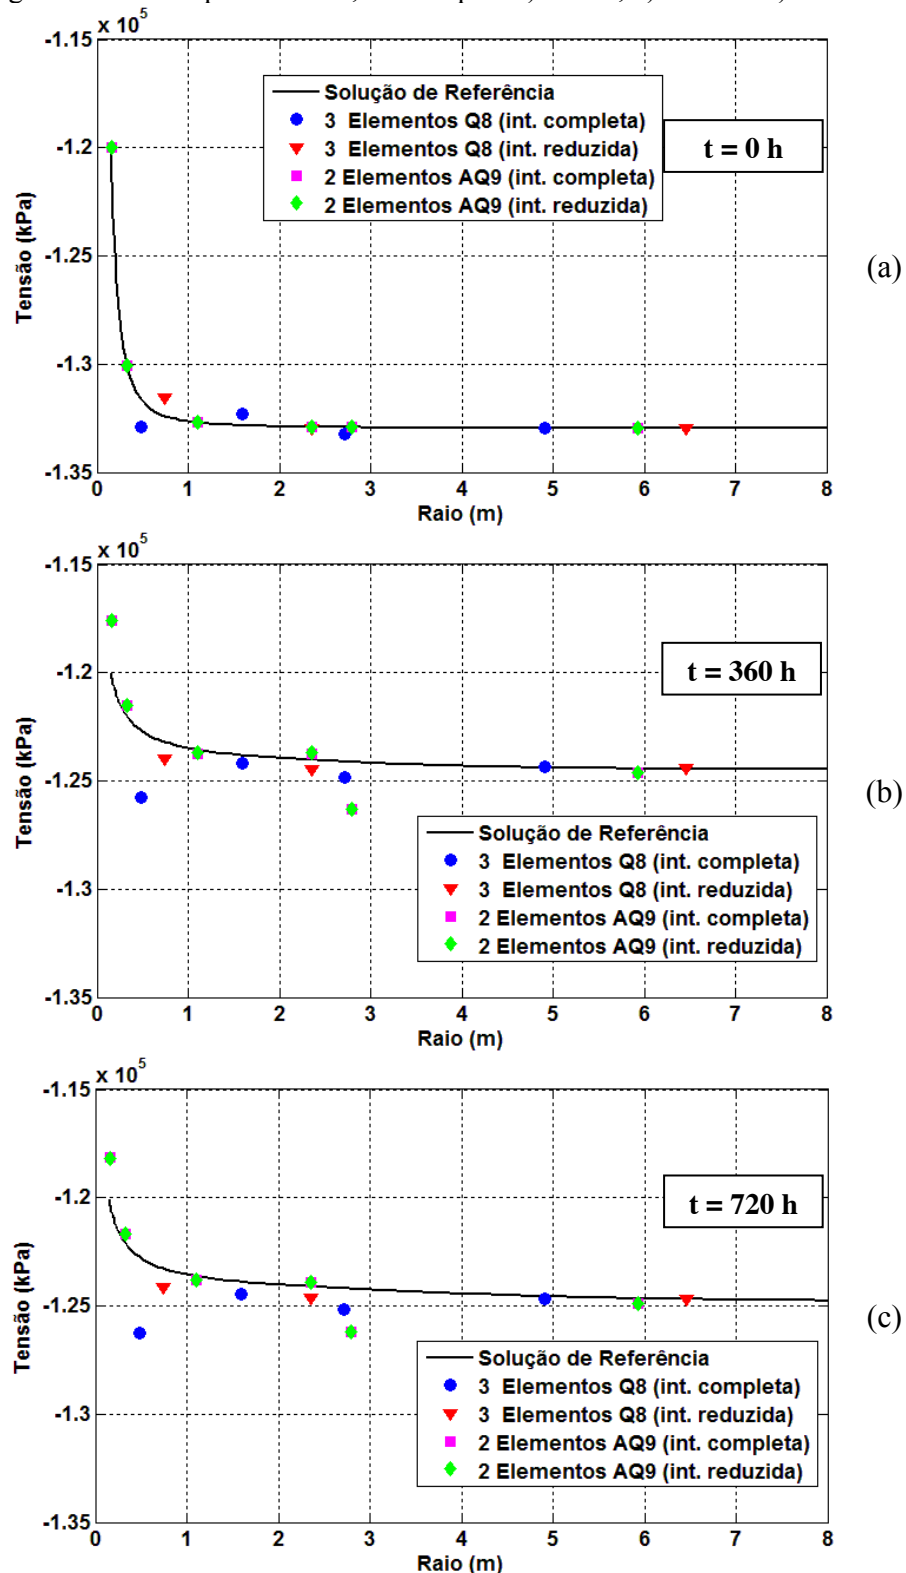 x 10^5
-1.15
Solução de Referência
3 Elementos Q8 (int. completa)
3 Elementos Q8 (int. reduzida)
2 Elementos AQ9 (int. completa)
2 Elementos AQ9 (int. reduzida)
t = 0 h
-1.2
-1.25
-1.3
-1.35
Tensão (kPa)
(a)
0 1 2 3 4 5 6 7 8
Raio (m)
x 10^5
-1.15
t = 360 h
-1.2
-1.25
-1.3
-1.35
Tensão (kPa)
(b)
Solução de Referência
3 Elementos Q8 (int. completa)
3 Elementos Q8 (int. reduzida)
2 Elementos AQ9 (int. completa)
2 Elementos AQ9 (int. reduzida)
0 1 2 3 4 5 6 7 8
Raio (m)
x 10^5
-1.15
t = 720 h
-1.2
-1.25
-1.3
-1.35
Tensão (kPa)
(c)
Solução de Referência
3 Elementos Q8 (int. completa)
3 Elementos Q8 (int. reduzida)
2 Elementos AQ9 (int. completa)
2 Elementos AQ9 (int. reduzida)
0 1 2 3 4 5 6 7 8
Raio (m)